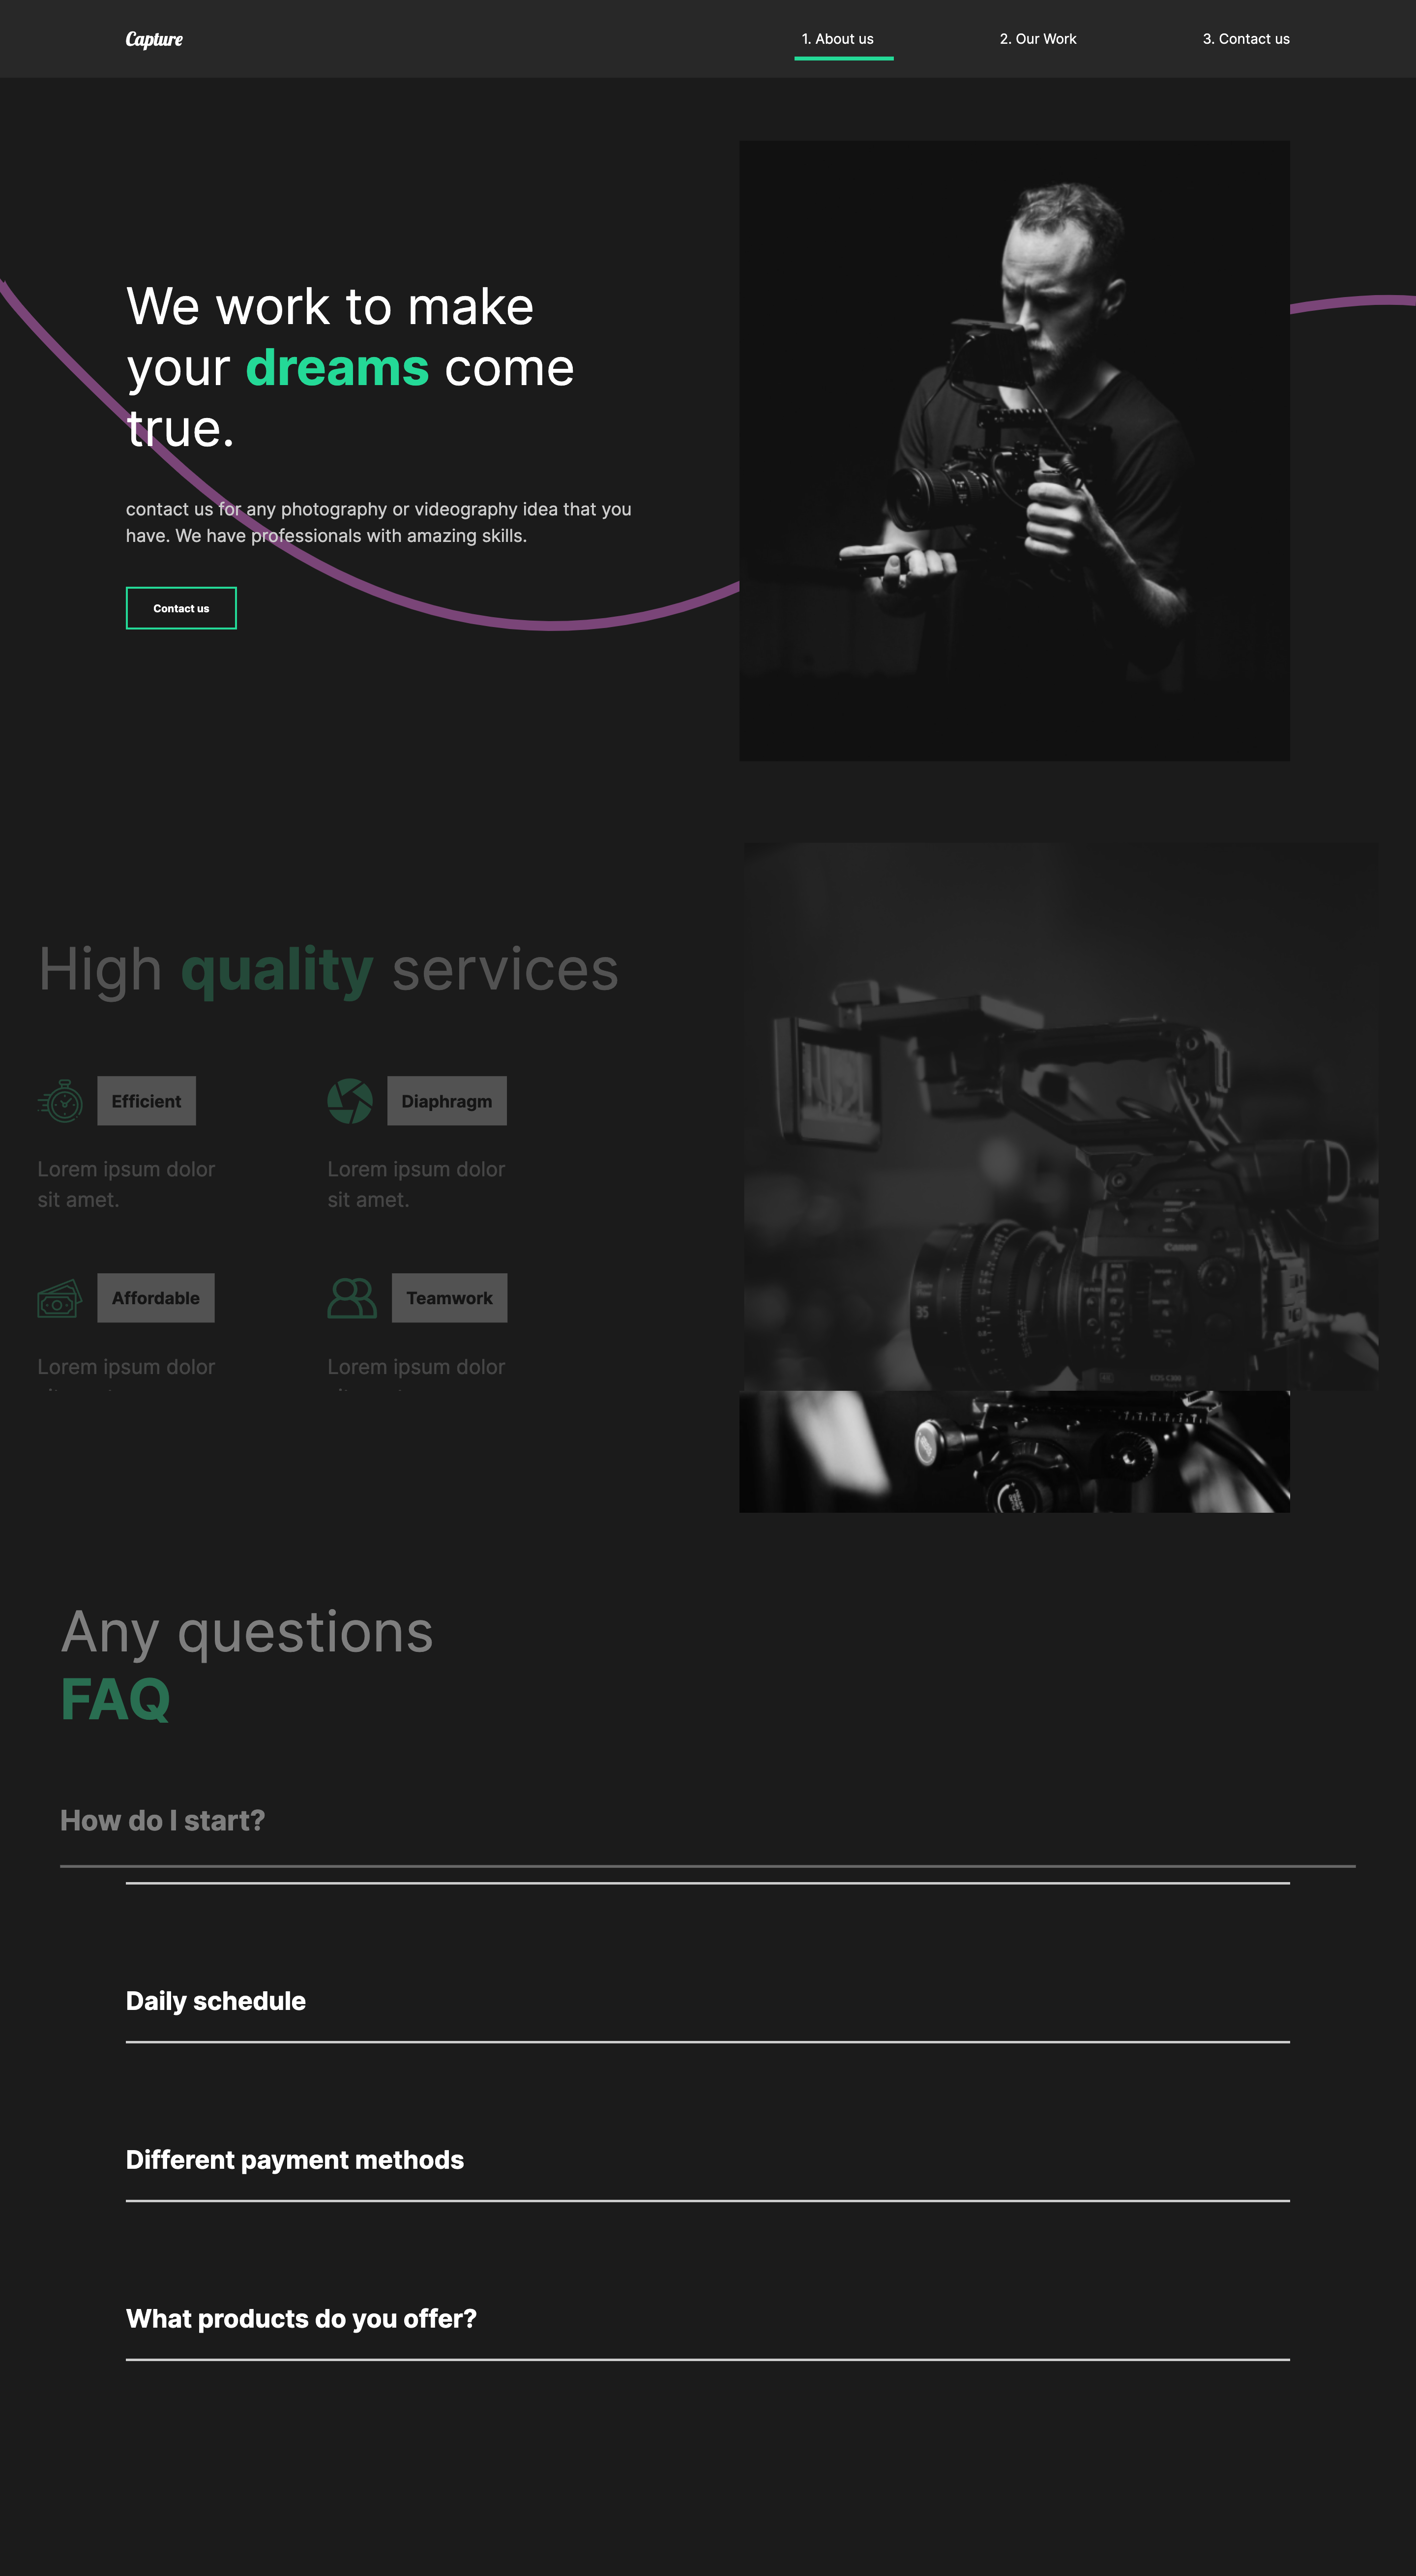 Capture
1. About us
2. Our Work
3. Contact us
We work to make
your dreams come
true.
contact us for any photography or videography idea that you
have. We have professionals with amazing skills.
Contact us
High quality services
Efficient
Diaphragm
Lorem ipsum dolor
sit amet.
Lorem ipsum dolor
sit amet.
Affordable
Teamwork
Lorem ipsum dolor
Lorem ipsum dolor
Canon
35
EOS C300
Any questions
FAQ
How do I start?
Daily schedule
Different payment methods
What products do you offer?